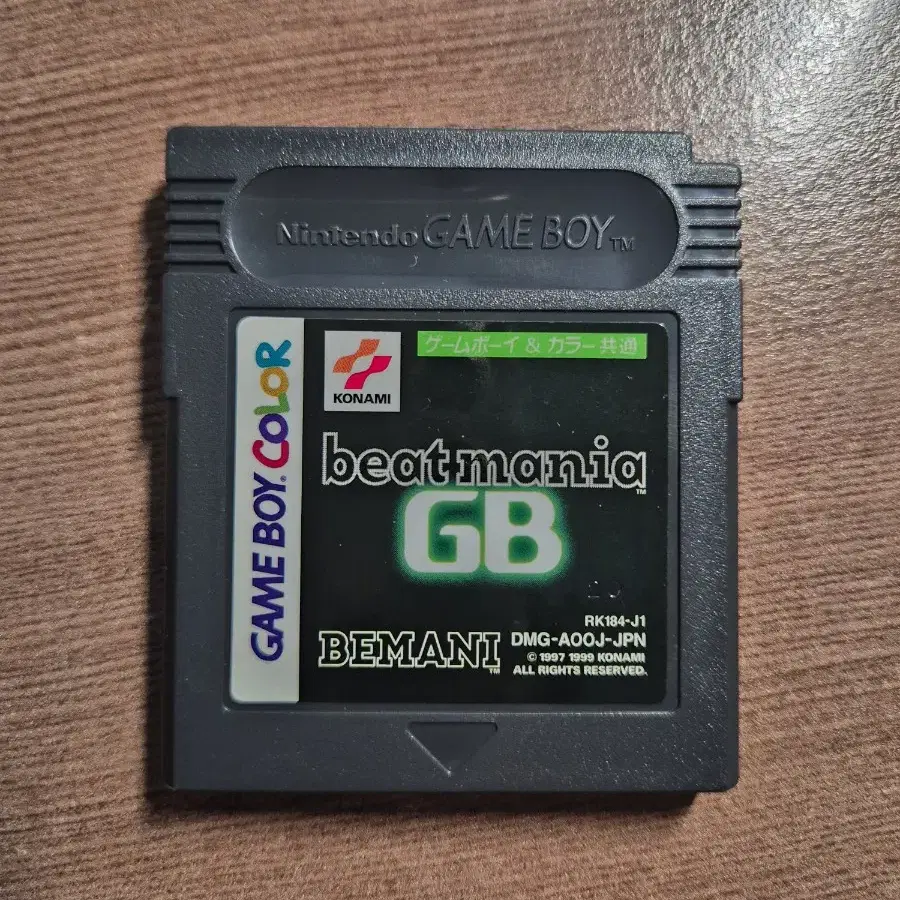 Nintendo GAME BOY™
GAME BOY COLOR
KONAMI
ゲームボーイ & カラー 共通
beatmania™
GB
RK184-J1
DMG-A00J-JPN
© 1997 1999 KONAMI
ALL RIGHTS RESERVED.
BEMANI™